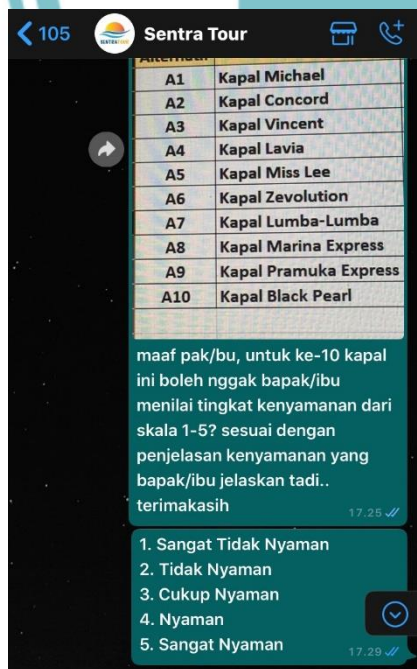 105
Sentra Tour
Alternatif
A1 Kapal Michael
A2 Kapal Concord
A3 Kapal Vincent
A4 Kapal Lavia
A5 Kapal Miss Lee
A6 Kapal Zevolution
A7 Kapal Lumba-Lumba
A8 Kapal Marina Express
A9 Kapal Pramuka Express
A10 Kapal Black Pearl
maaf pak/bu, untuk ke-10 kapal
ini boleh nggak bapak/ibu
menilai tingkat kenyamanan dari
skala 1-5? sesuai dengan
penjelasan kenyamanan yang
bapak/ibu jelaskan tadi..
terimakasih
17.25
1. Sangat Tidak Nyaman
2. Tidak Nyaman
3. Cukup Nyaman
4. Nyaman
5. Sangat Nyaman
17.29